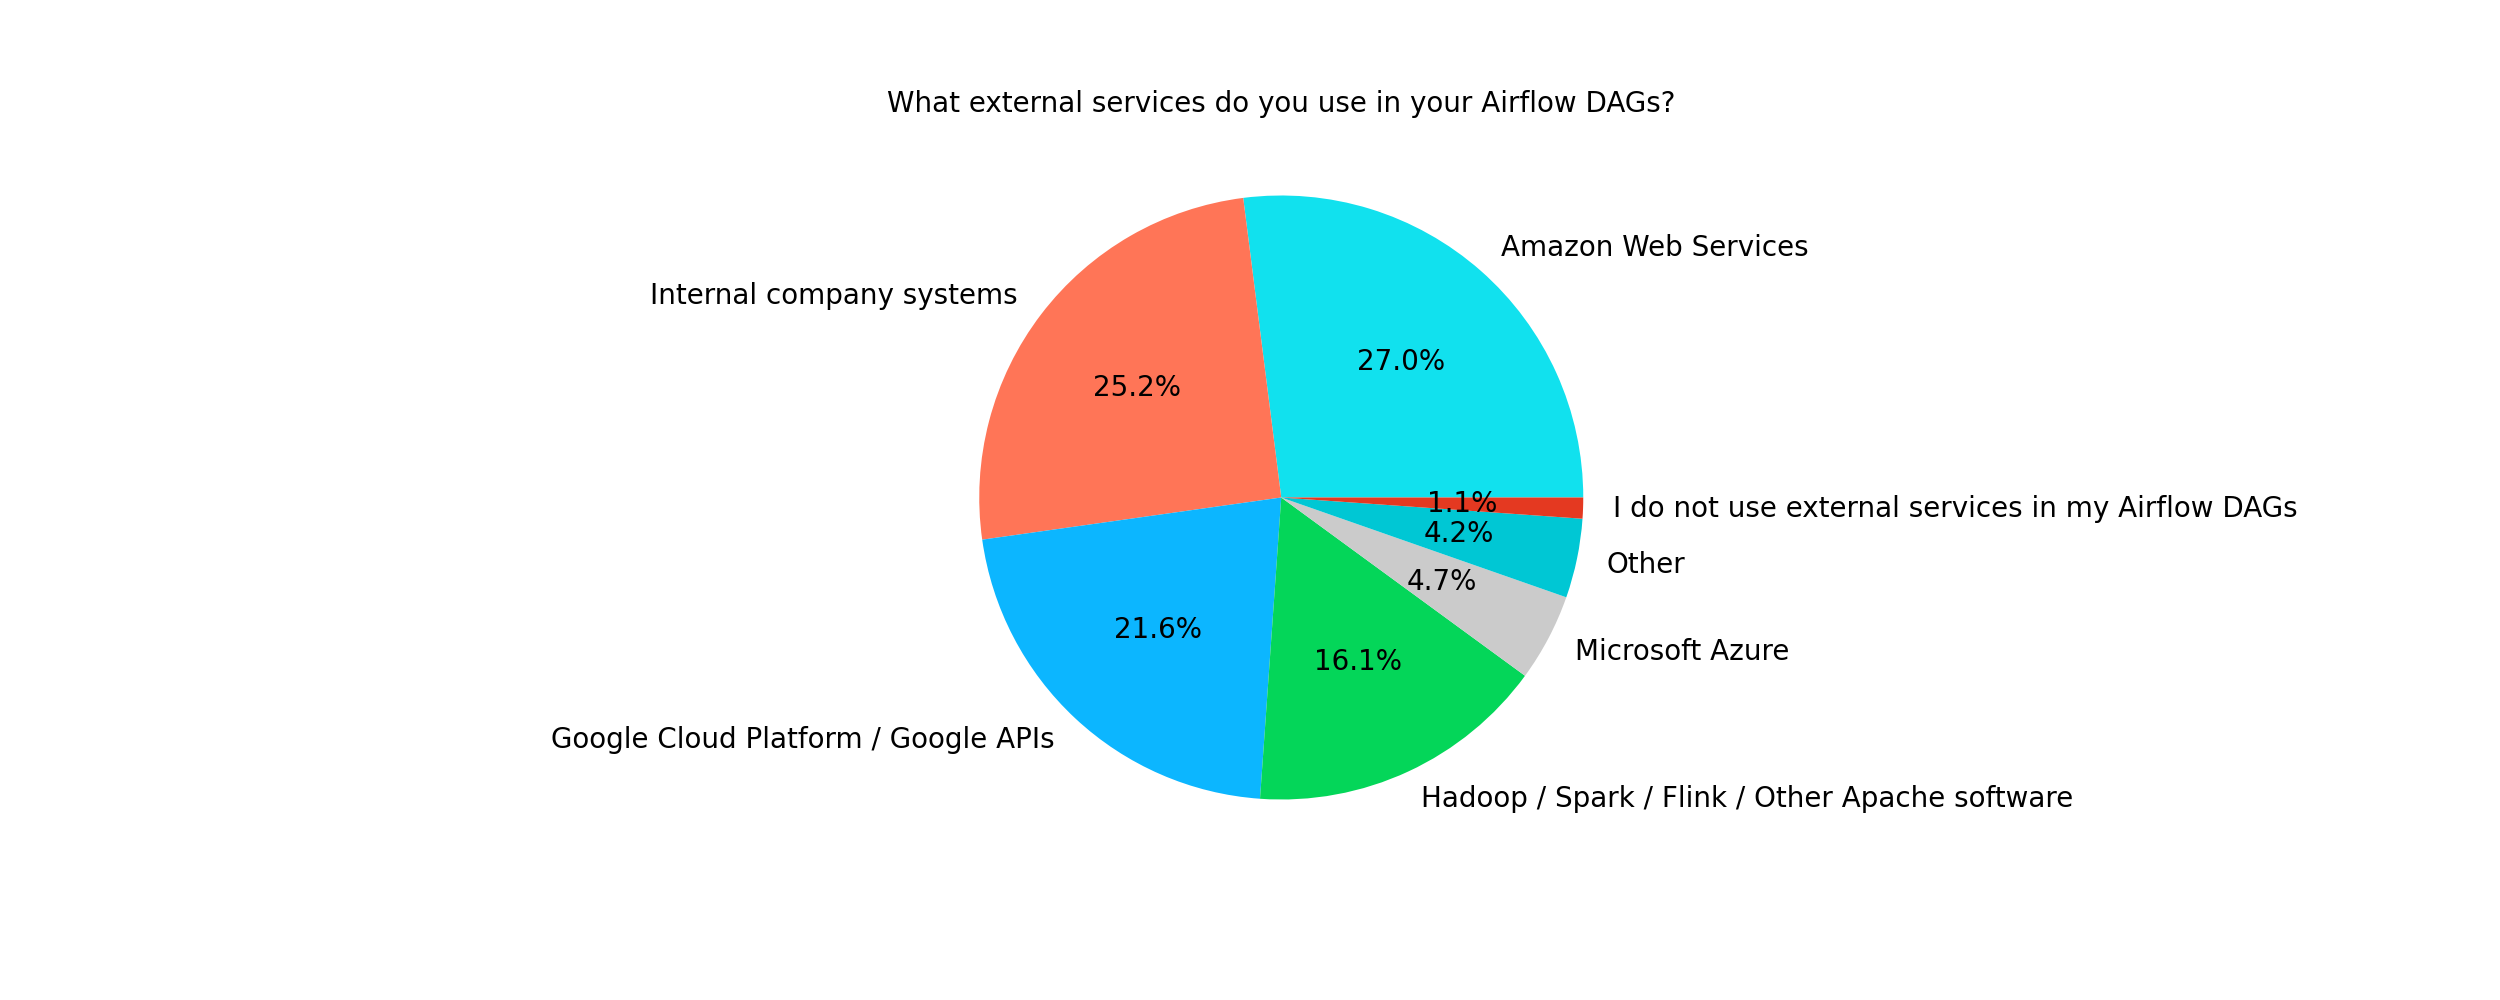 What external services do you use in your Airflow DAGs?
Amazon Web Services
27.0%
Internal company systems
25.2%
Google Cloud Platform / Google APIs
21.6%
Hadoop / Spark / Flink / Other Apache software
16.1%
Microsoft Azure
4.7%
Other
4.2%
I do not use external services in my Airflow DAGs
1.1%